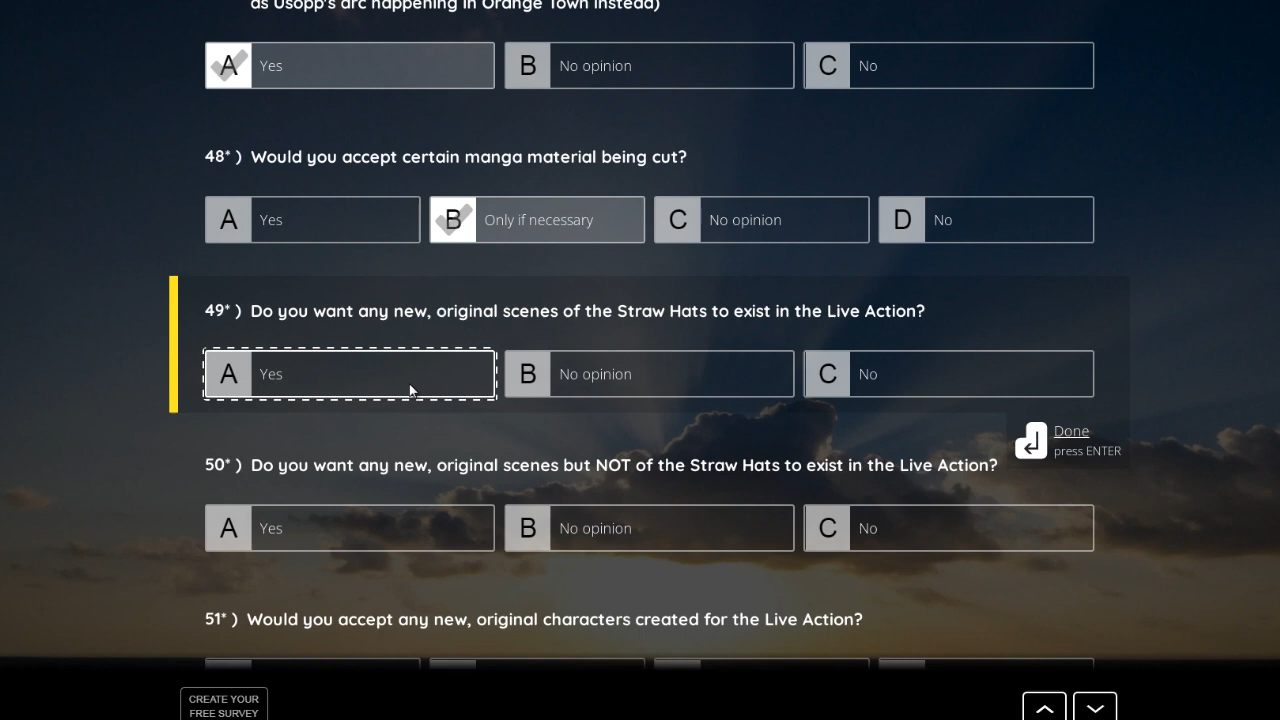 as Usopp's arc happening in Orange Town instead)
A Yes B No opinion C No
48* ) Would you accept certain manga material being cut?
A Yes B Only if necessary C No opinion D No
49* ) Do you want any new, original scenes of the Straw Hats to exist in the Live Action?
A Yes B No opinion C No
Done
press ENTER
50* ) Do you want any new, original scenes but NOT of the Straw Hats to exist in the Live Action?
A Yes B No opinion C No
51* ) Would you accept any new, original characters created for the Live Action?
CREATE YOUR
FREE SURVEY